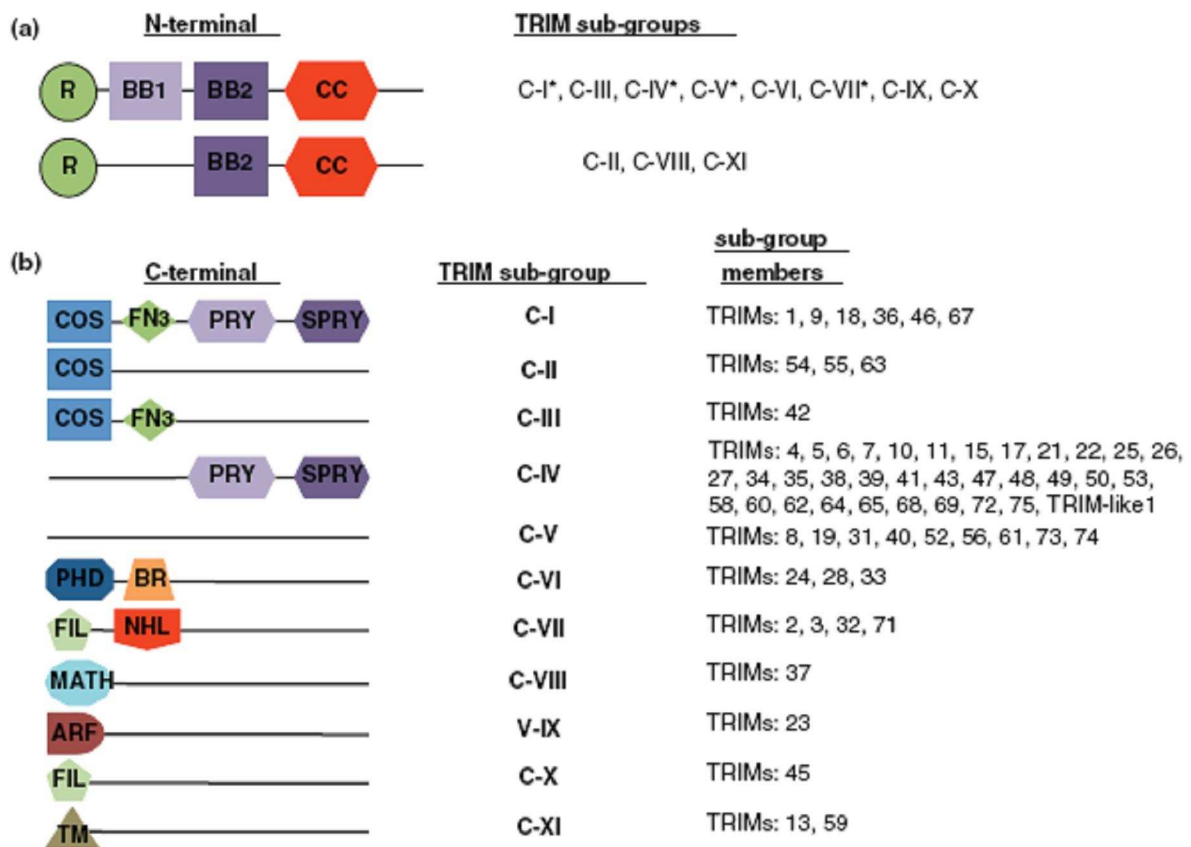 (a) N-terminal TRIM sub-groups
R BB1 BB2 CC C-I*, C-III, C-IV*, C-V*, C-VI, C-VII*, C-IX, C-X
R BB2 CC C-II, C-VIII, C-XI
(b) C-terminal TRIM sub-group sub-group
members
COS FN3 PRY SPRY C-I TRIMs: 1, 9, 18, 36, 46, 67
COS C-II TRIMs: 54, 55, 63
COS FN3 C-III TRIMs: 42
PRY SPRY C-IV TRIMs: 4, 5, 6, 7, 10, 11, 15, 17, 21, 22, 25, 26,
27, 34, 35, 38, 39, 41, 43, 47, 48, 49, 50, 53,
58, 60, 62, 64, 65, 68, 69, 72, 75, TRIM-like1
C-V TRIMs: 8, 19, 31, 40, 52, 56, 61, 73, 74
PHD BR C-VI TRIMs: 24, 28, 33
FIL NHL C-VII TRIMs: 2, 3, 32, 71
MATH C-VIII TRIMs: 37
ARF V-IX TRIMs: 23
FIL C-X TRIMs: 45
TM C-XI TRIMs: 13, 59